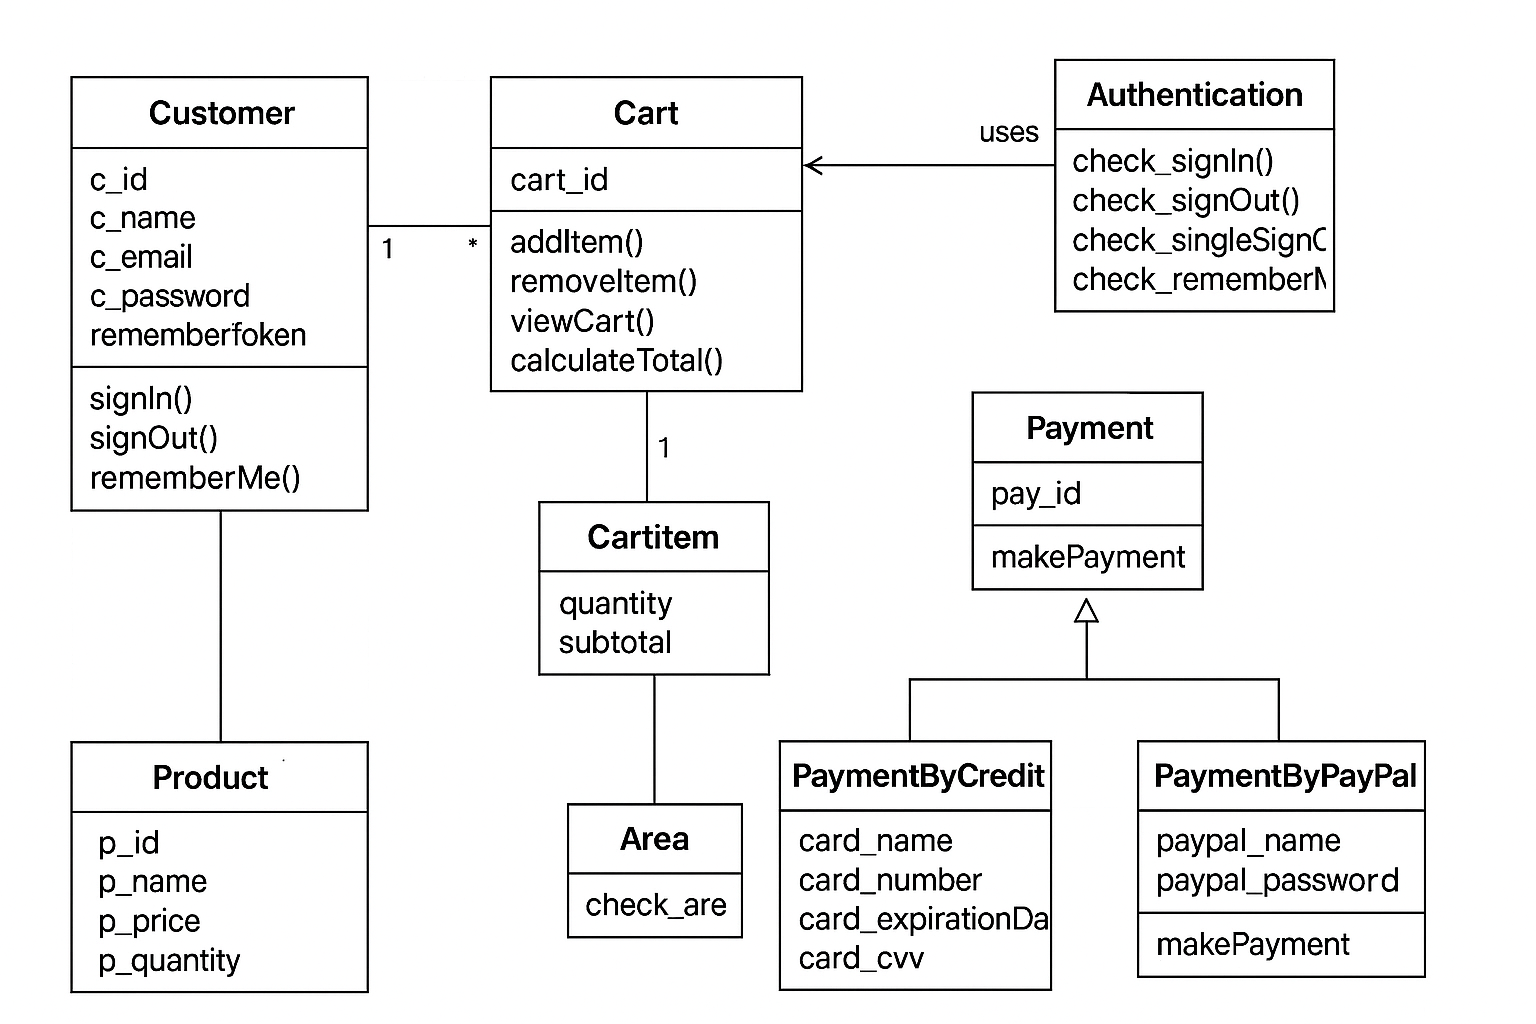 Customer
c_id
c_name
c_email
c_password
rememberfoken
signIn()
signOut()
rememberMe()
1
*
Cart
cart_id
addItem()
removeItem()
viewCart()
calculateTotal()
uses
Authentication
check_signIn()
check_signOut()
check_singleSignO
check_rememberM
1
Cartitem
quantity
subtotal
Payment
pay_id
makePayment
Product
p_id
p_name
p_price
p_quantity
Area
check_are
PaymentByCredit
card_name
card_number
card_expirationDa
card_cvv
PaymentByPayPal
paypal_name
paypal_password
makePayment